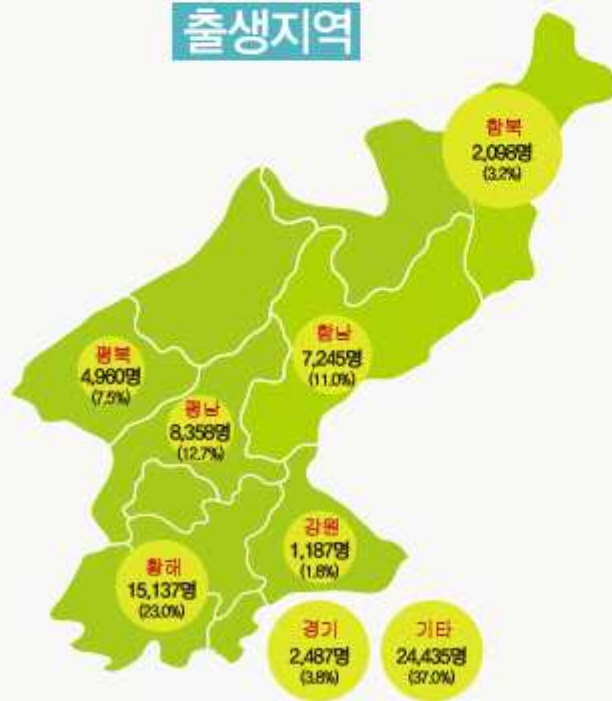 출생지역
함북
2,098명
(3.2%)
함남
7,245명
(11.0%)
평북
4,960명
(7.5%)
평남
8,358명
(12.7%)
강원
1,187명
(1.8%)
황해
15,137명
(23.0%)
경기
2,487명
(3.8%)
기타
24,435명
(37.0%)